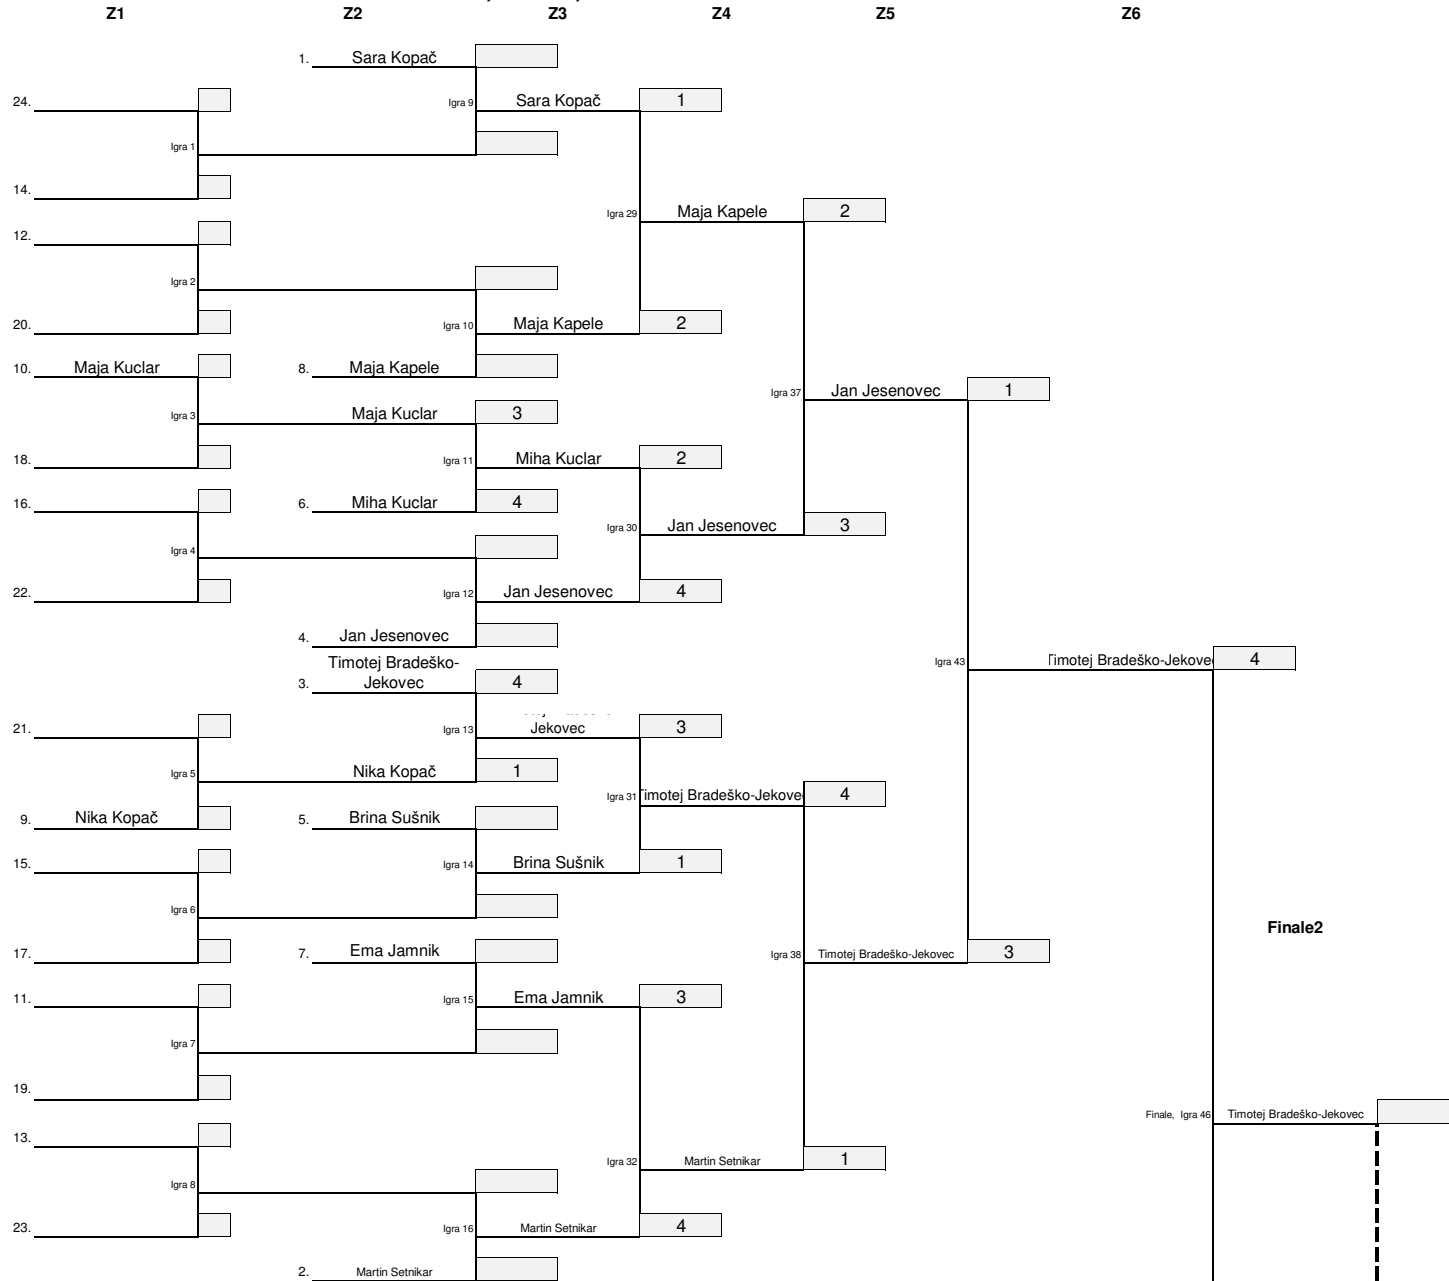 Z1 Z2 Z3 Z4 Z5 Z6
1. Sara Kopač
24. Igra 9 Sara Kopač 1
Igra 1
14.
Igra 29 Maja Kapele 2
12.
Igra 2
20. Igra 10 Maja Kapele 2
10. Maja Kuclar 8. Maja Kapele
Igra 37 Jan Jesenovec 1
Igra 3 Maja Kuclar 3
18. Igra 11 Miha Kuclar 2
16. 6. Miha Kuclar 4
Igra 30 Jan Jesenovec 3
Igra 4
22. Igra 12 Jan Jesenovec 4
4. Jan Jesenovec
Timotej Bradeško-
Igra 43 Timotej Bradeško-Jekovec 4
3. Jekovec 4
21. Igra 13 Jekovec 3
Igra 5 Nika Kopač 1
Igra 31 Timotej Bradeško-Jekovec 4
9. Nika Kopač 5. Brina Sušnik
15. Igra 14 Brina Sušnik 1
Igra 6
Finale2
17. 7. Ema Jamnik Igra 38 Timotej Bradeško-Jekovec 3
11. Igra 15 Ema Jamnik 3
Igra 7
19.
Finale, Igra 46 Timotej Bradeško-Jekovec
13.
Igra 32 Martin Setnikar 1
Igra 8
23. Igra 16 Martin Setnikar 4
2. Martin Setnikar